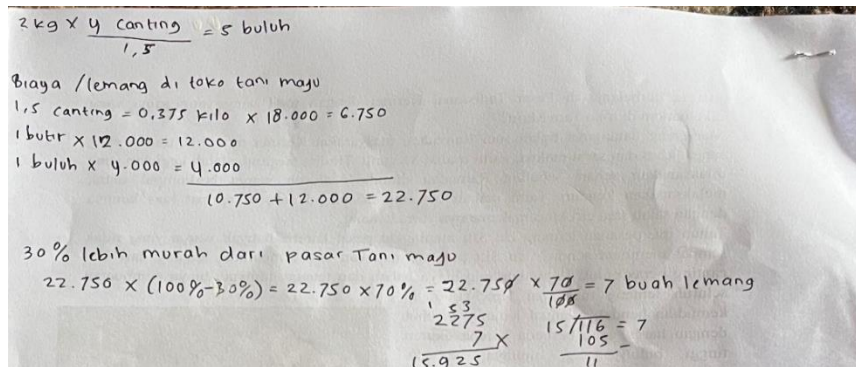 2 kg x 4 canting = 5 buluh
1,5
Biaya /lemang di toko tani maju
1,5 canting = 0,375 kilo x 18.000 = 6.750
1 butir x 12.000 = 12.000
1 buluh x 4.000 = 4.000
10.750 + 12.000 = 22.750
30% lebih murah dari pasar Tani maju
22.750 x (100%-30%) = 22.750 x 70% = 22.750 x 70 = 7 buah lemang
100
1 53
2275 15/116 = 7
7 x 105 -
15.925 11